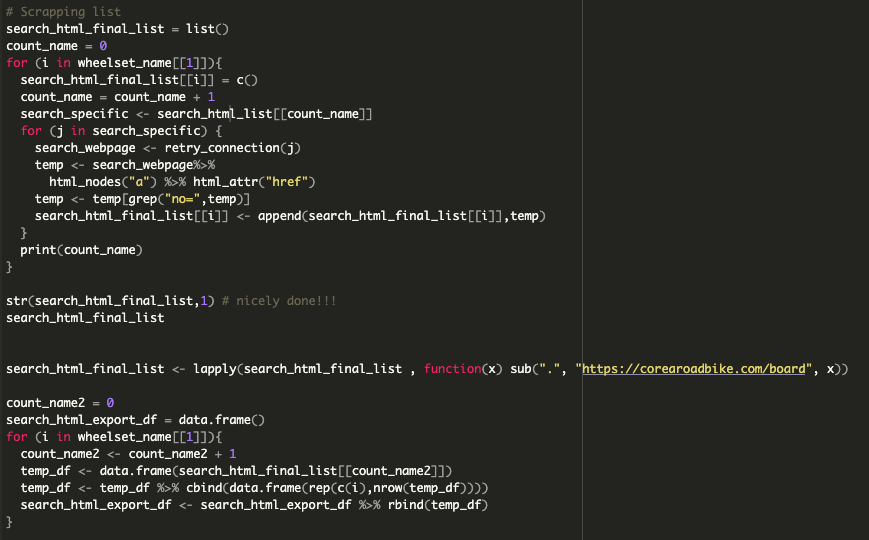 # Scrapping list
search_html_final_list = list()
count_name = 0
for (i in wheelset_name[[1]]){
  search_html_final_list[[i]] = c()
  count_name = count_name + 1
  search_specific <- search_html_list[[count_name]]
  for (j in search_specific) {
    search_webpage <- retry_connection(j)
    temp <- search_webpage%>%
      html_nodes("a") %>% html_attr("href")
    temp <- temp[grep("no=",temp)]
    search_html_final_list[[i]] <- append(search_html_final_list[[i]],temp)
  }
  print(count_name)
}
str(search_html_final_list,1) # nicely done!!!
search_html_final_list
search_html_final_list <- lapply(search_html_final_list , function(x) sub(".", "https://corearoadbike.com/board", x))
count_name2 = 0
search_html_export_df = data.frame()
for (i in wheelset_name[[1]]){
  count_name2 <- count_name2 + 1
  temp_df <- data.frame(search_html_final_list[[count_name2]])
  temp_df <- temp_df %>% cbind(data.frame(rep(c(i),nrow(temp_df))))
  search_html_export_df <- search_html_export_df %>% rbind(temp_df)
}